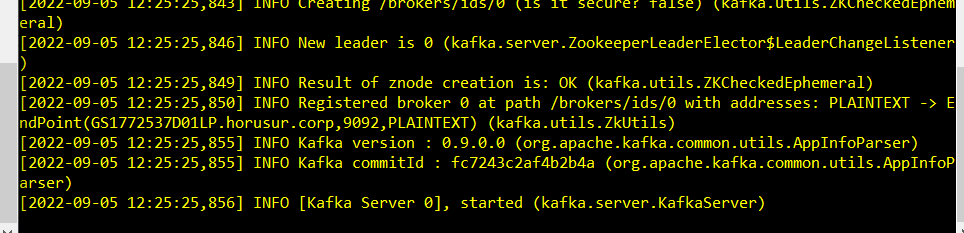 [2022-09-05 12:25:25,843] INFO Creating /brokers/ids/0 (is it secure? false) (kafka.utils.ZKCheckedEphem
eral)
[2022-09-05 12:25:25,846] INFO New leader is 0 (kafka.server.ZookeeperLeaderElector$LeaderChangeListener
)
[2022-09-05 12:25:25,849] INFO Result of znode creation is: OK (kafka.utils.ZKCheckedEphemeral)
[2022-09-05 12:25:25,850] INFO Registered broker 0 at path /brokers/ids/0 with addresses: PLAINTEXT -> E
ndPoint(GS1772537D01LP.horusur.corp,9092,PLAINTEXT) (kafka.utils.ZkUtils)
[2022-09-05 12:25:25,855] INFO Kafka version : 0.9.0.0 (org.apache.kafka.common.utils.AppInfoParser)
[2022-09-05 12:25:25,855] INFO Kafka commitId : fc7243c2af4b2b4a (org.apache.kafka.common.utils.AppInfoP
arser)
[2022-09-05 12:25:25,856] INFO [Kafka Server 0], started (kafka.server.KafkaServer)